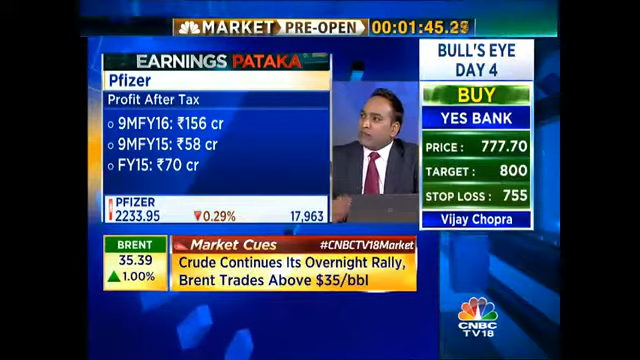 MARKET PRE-OPEN 00:01:45.25
EARNINGS PATAKA
Pfizer
Profit After Tax
9MFY16: ₹156 cr
9MFY15: ₹58 cr
FY15: ₹70 cr
PFIZER
2233.95 ▼0.29% 17,963
BULL'S EYE
DAY 4
BUY
YES BANK
PRICE: 777.70
TARGET: 800
STOP LOSS: 755
Vijay Chopra
BRENT
35.39
▲1.00%
Market Cues #CNBCTV18Market
Crude Continues Its Overnight Rally,
Brent Trades Above $35/bbl
CNBC
TV18